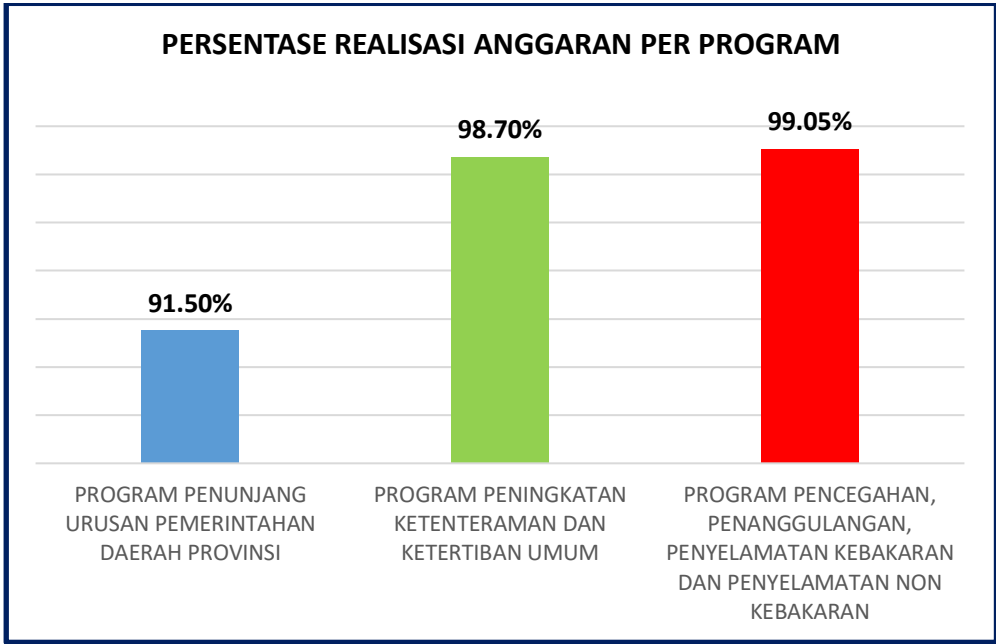 PERSENTASE REALISASI ANGGARAN PER PROGRAM
91.50%
98.70%
99.05%
PROGRAM PENUNJANG
URUSAN PEMERINTAHAN
DAERAH PROVINSI
PROGRAM PENINGKATAN
KETENTERAMAN DAN
KETERTIBAN UMUM
PROGRAM PENCEGAHAN,
PENANGGULANGAN,
PENYELAMATAN KEBAKARAN
DAN PENYELAMATAN NON
KEBAKARAN